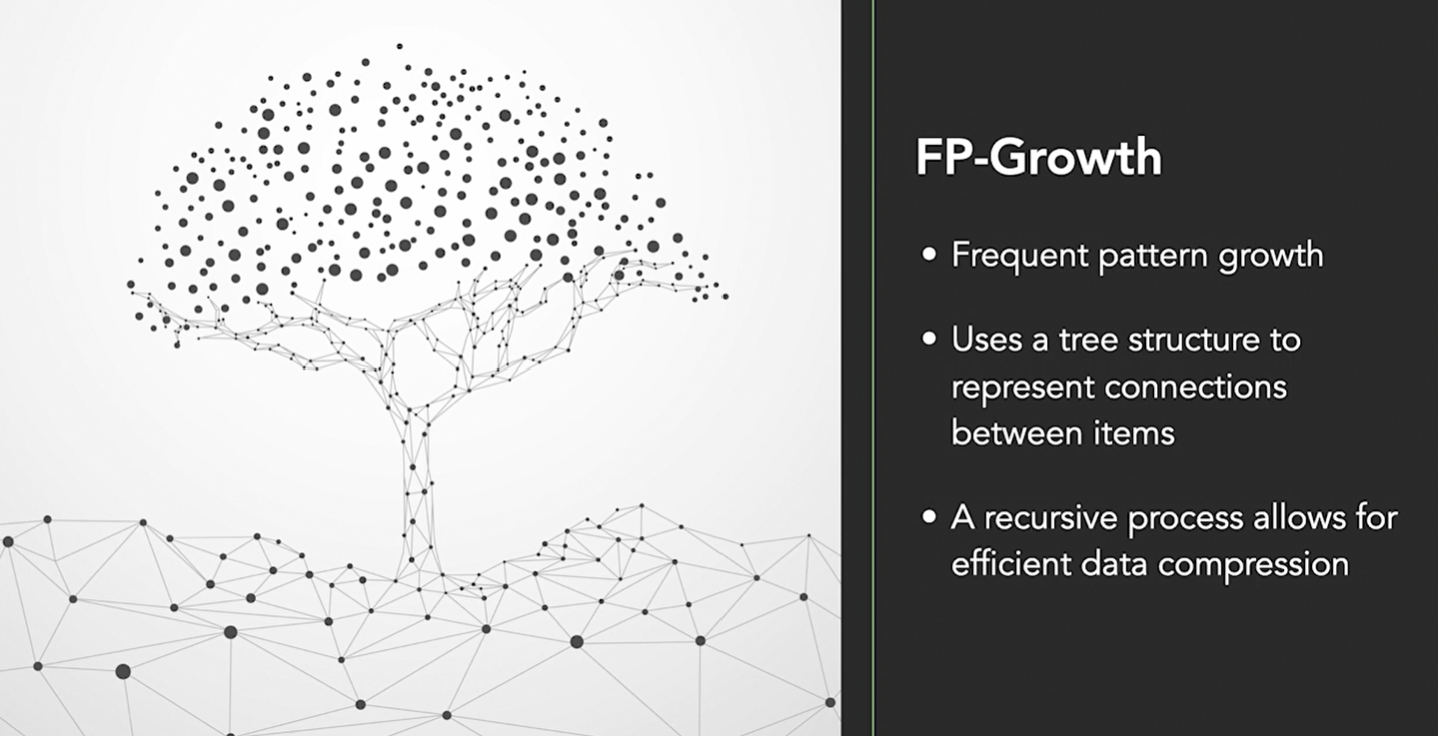 FP-Growth
• Frequent pattern growth
• Uses a tree structure to
represent connections
between items
• A recursive process allows for
efficient data compression